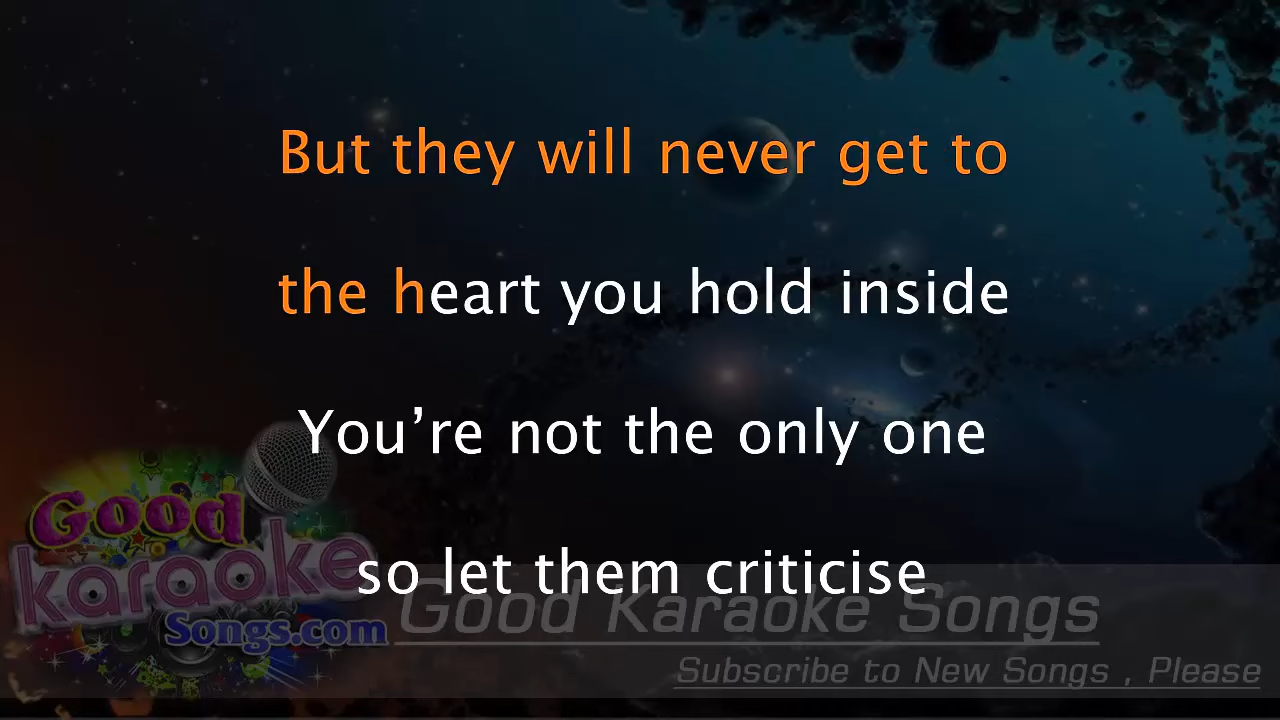 But they will never get to
the heart you hold inside
You’re not the only one
so let them criticise
Good
karaoke
Songs.com
Good Karaoke Songs
Subscribe to New Songs , Please